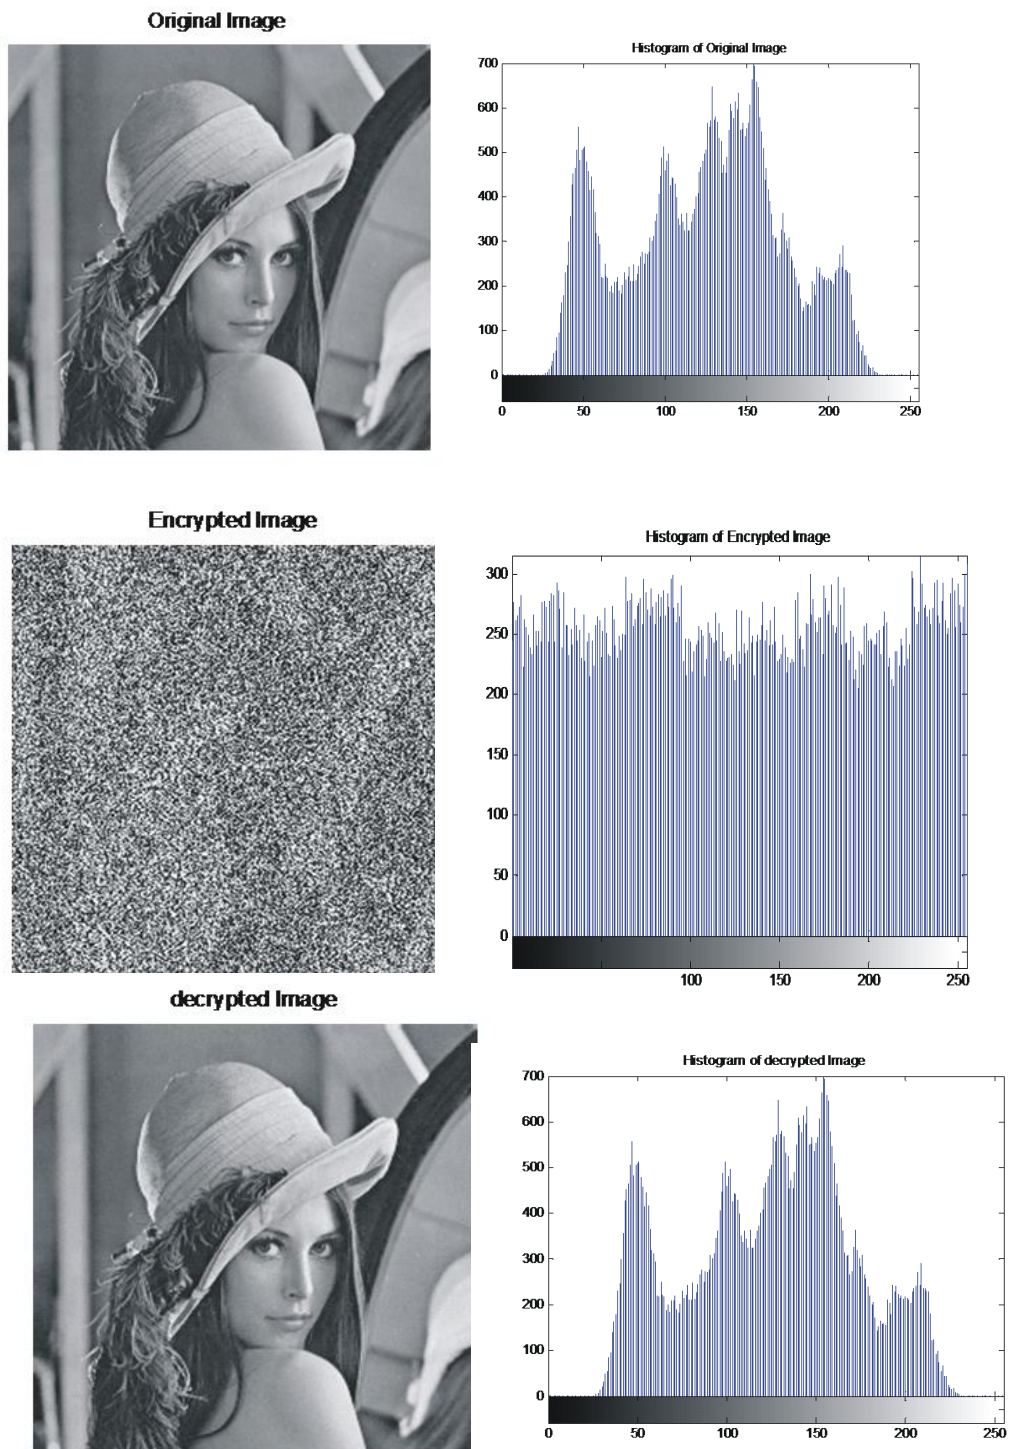 Original Image
Histogram of Original Image
700
600
500
400
300
200
100
0
0 50 100 150 200 250
Encrypted Image
Histogram of Encrypted Image
300
250
200
150
100
50
0
100 150 200 250
decrypted Image
Histogram of decrypted Image
700
600
500
400
300
200
100
0
0 50 100 150 200 250